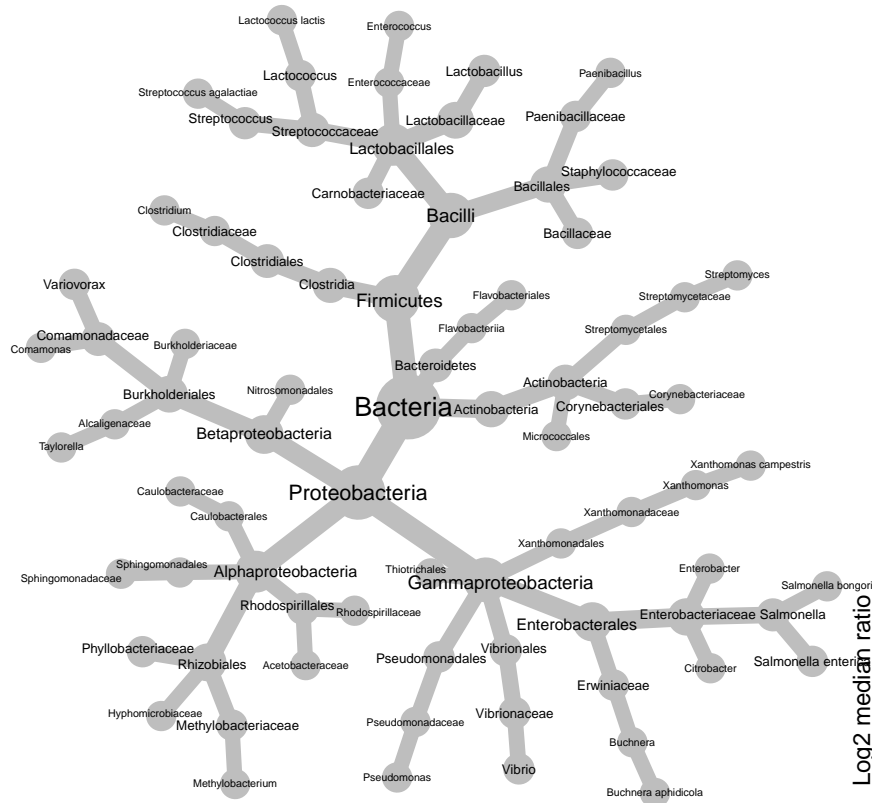 Lactococcus lactis
Enterococcus
Lactococcus
Enterococcaceae
Lactobacillus
Paenibacillus
Streptococcus agalactiae
Streptococcus
Streptococcaceae
Lactobacillaceae
Paenibacillaceae
Lactobacillales
Staphylococcaceae
Carnobacteriaceae
Bacillales
Clostridium
Bacilli
Clostridiaceae
Bacillaceae
Clostridiales
Streptomyces
Variovorax
Clostridia
Firmicutes
Flavobacteriales
Streptomycetaceae
Flavobacteriia
Streptomycetales
Comamonadaceae
Comamonas
Burkholderiaceae
Bacteroidetes
Actinobacteria
Burkholderiales
Nitrosomonadales
Bacteria
Actinobacteria
Corynebacteriaceae
Corynebacteriales
Alcaligenaceae
Betaproteobacteria
Micrococcales
Taylorella
Xanthomonas campestris
Caulobacteraceae
Proteobacteria
Xanthomonas
Caulobacterales
Xanthomonadaceae
Xanthomonadales
Sphingomonadales
Sphingomonadaceae
Alphaproteobacteria
Thiotrichales
Gammaproteobacteria
Enterobacter
Salmonella bongori
Rhodospirillales
Rhodospirillaceae
Enterobacterales
Enterobacteriaceae
Salmonella
Phyllobacteriaceae
Rhizobiales
Acetobacteraceae
Pseudomonadales
Vibrionales
Citrobacter
Salmonella enterica
Erwiniaceae
Hyphomicrobiaceae
Methylobacteriaceae
Pseudomonadaceae
Vibrionaceae
Buchnera
Methylobacterium
Pseudomonas
Vibrio
Buchnera aphidicola
Log2 median ratio